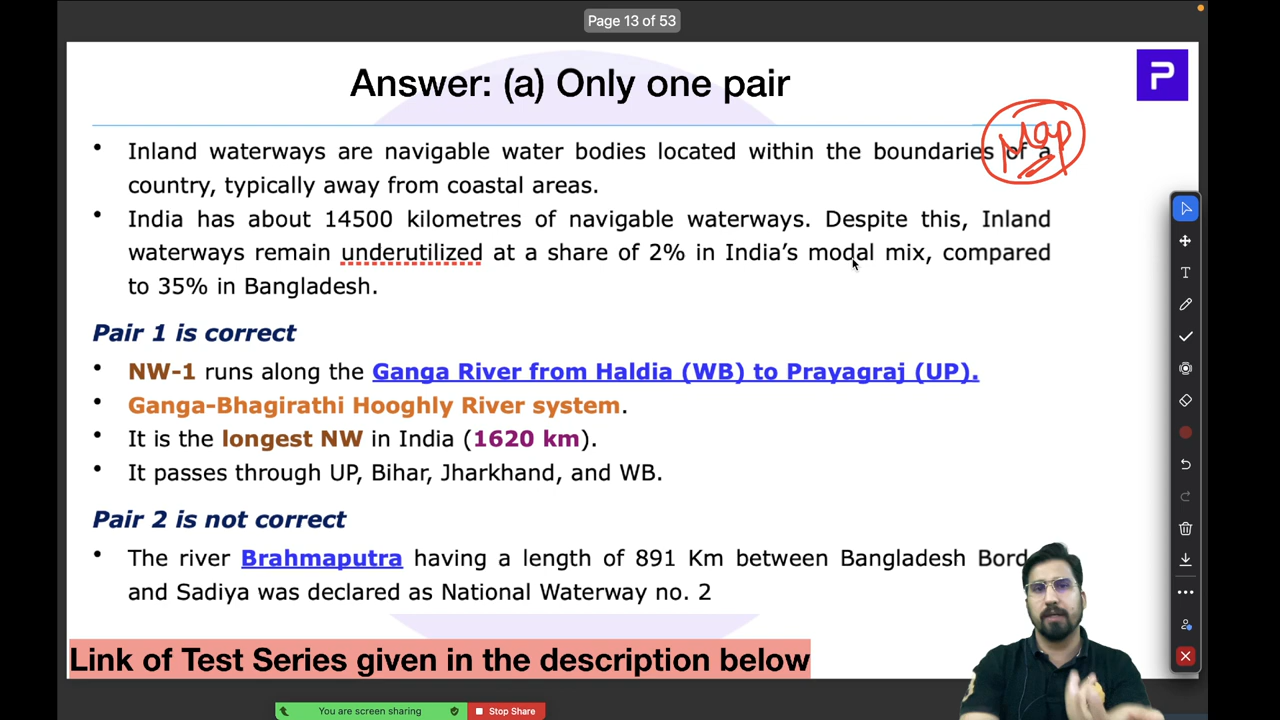 Page 13 of 53
Answer: (a) Only one pair
P
Map
• Inland waterways are navigable water bodies located within the boundaries of a
country, typically away from coastal areas.
• India has about 14500 kilometres of navigable waterways. Despite this, Inland
waterways remain underutilized at a share of 2% in India's modal mix, compared
to 35% in Bangladesh.
Pair 1 is correct
• NW-1 runs along the Ganga River from Haldia (WB) to Prayagraj (UP).
• Ganga-Bhagirathi Hooghly River system.
• It is the longest NW in India (1620 km).
• It passes through UP, Bihar, Jharkhand, and WB.
Pair 2 is not correct
• The river Brahmaputra having a length of 891 Km between Bangladesh
and Sadiya was declared as National Waterway no. 2
Link of Test Series given in the description below
You are screen sharing
Stop Share